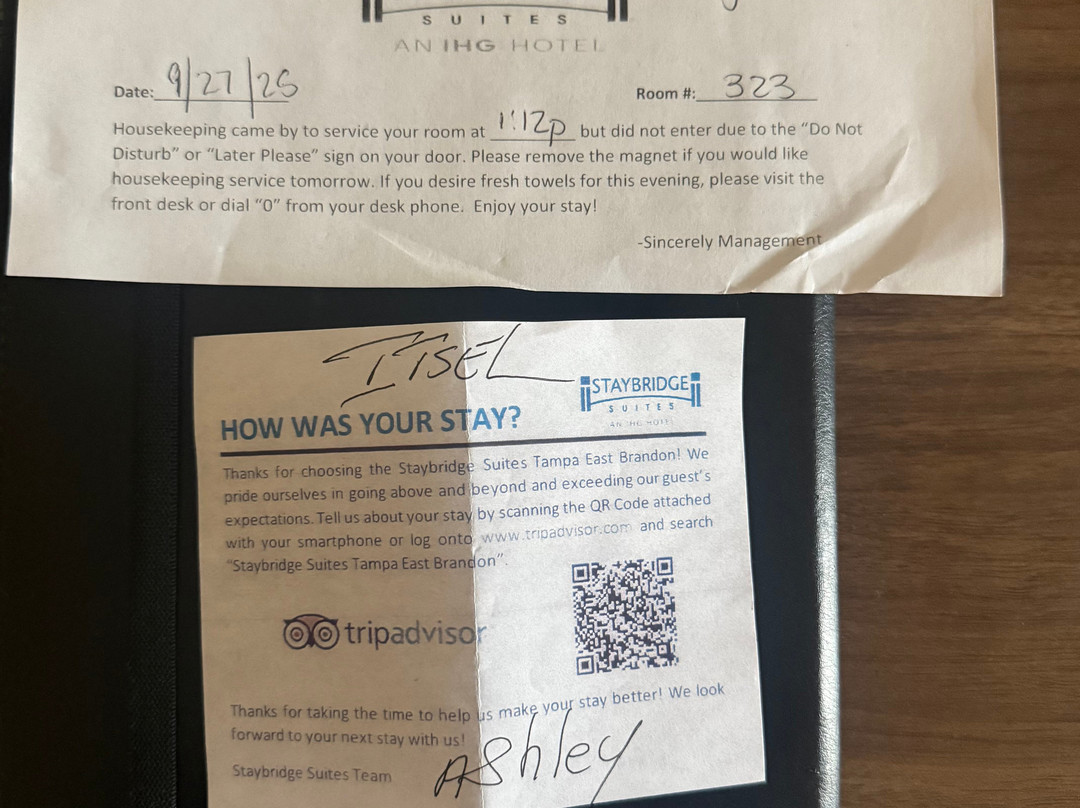 SUITES
AN IHG HOTEL
Date: 9/27/25 Room #: 323
Housekeeping came by to service your room at 1:12p but did not enter due to the “Do Not
Disturb” or “Later Please” sign on your door. Please remove the magnet if you would like
housekeeping service tomorrow. If you desire fresh towels for this evening, please visit the
front desk or dial “0” from your desk phone. Enjoy your stay!
-Sincerely Management
ITSEL
STAYBRIDGE
SUITES
AN IHG HOTEL
HOW WAS YOUR STAY?
Thanks for choosing the Staybridge Suites Tampa East Brandon! We
pride ourselves in going above and beyond and exceeding our guest’s
expectations. Tell us about your stay by scanning the QR Code attached
with your smartphone or log onto www.tripadvisor.com and search
“Staybridge Suites Tampa East Brandon”.
tripadvisor
Thanks for taking the time to help us make your stay better! We look
forward to your next stay with us!
Staybridge Suites Team
Ashley